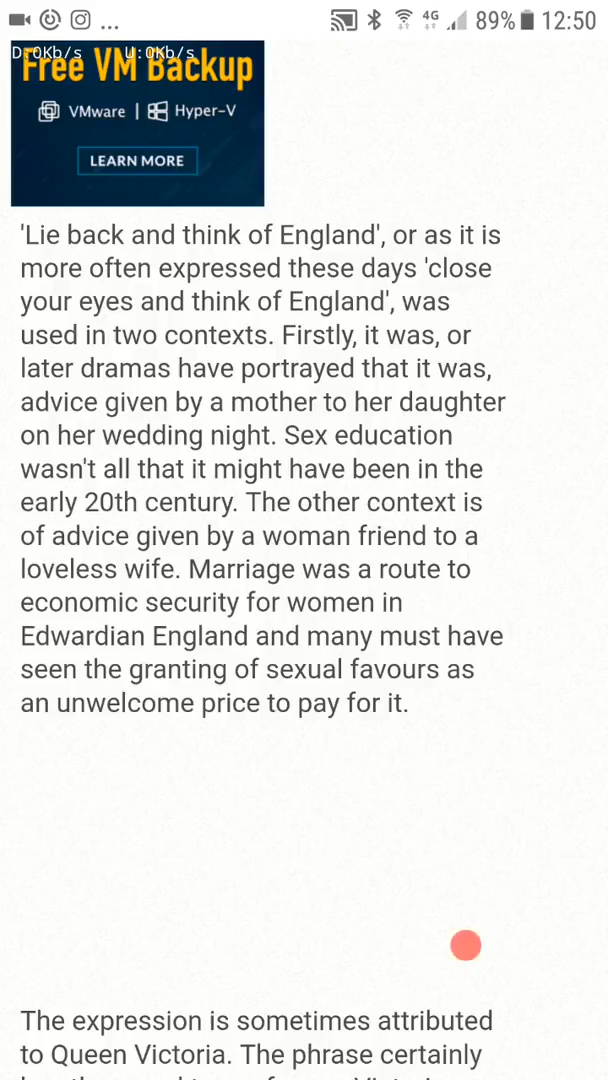 4G 89% 12:50
D:0Kb/s U:0Kb/s
Free VM Backup
VMware | Hyper-V
LEARN MORE
'Lie back and think of England', or as it is
more often expressed these days 'close
your eyes and think of England', was
used in two contexts. Firstly, it was, or
later dramas have portrayed that it was,
advice given by a mother to her daughter
on her wedding night. Sex education
wasn't all that it might have been in the
early 20th century. The other context is
of advice given by a woman friend to a
loveless wife. Marriage was a route to
economic security for women in
Edwardian England and many must have
seen the granting of sexual favours as
an unwelcome price to pay for it.
The expression is sometimes attributed
to Queen Victoria. The phrase certainly